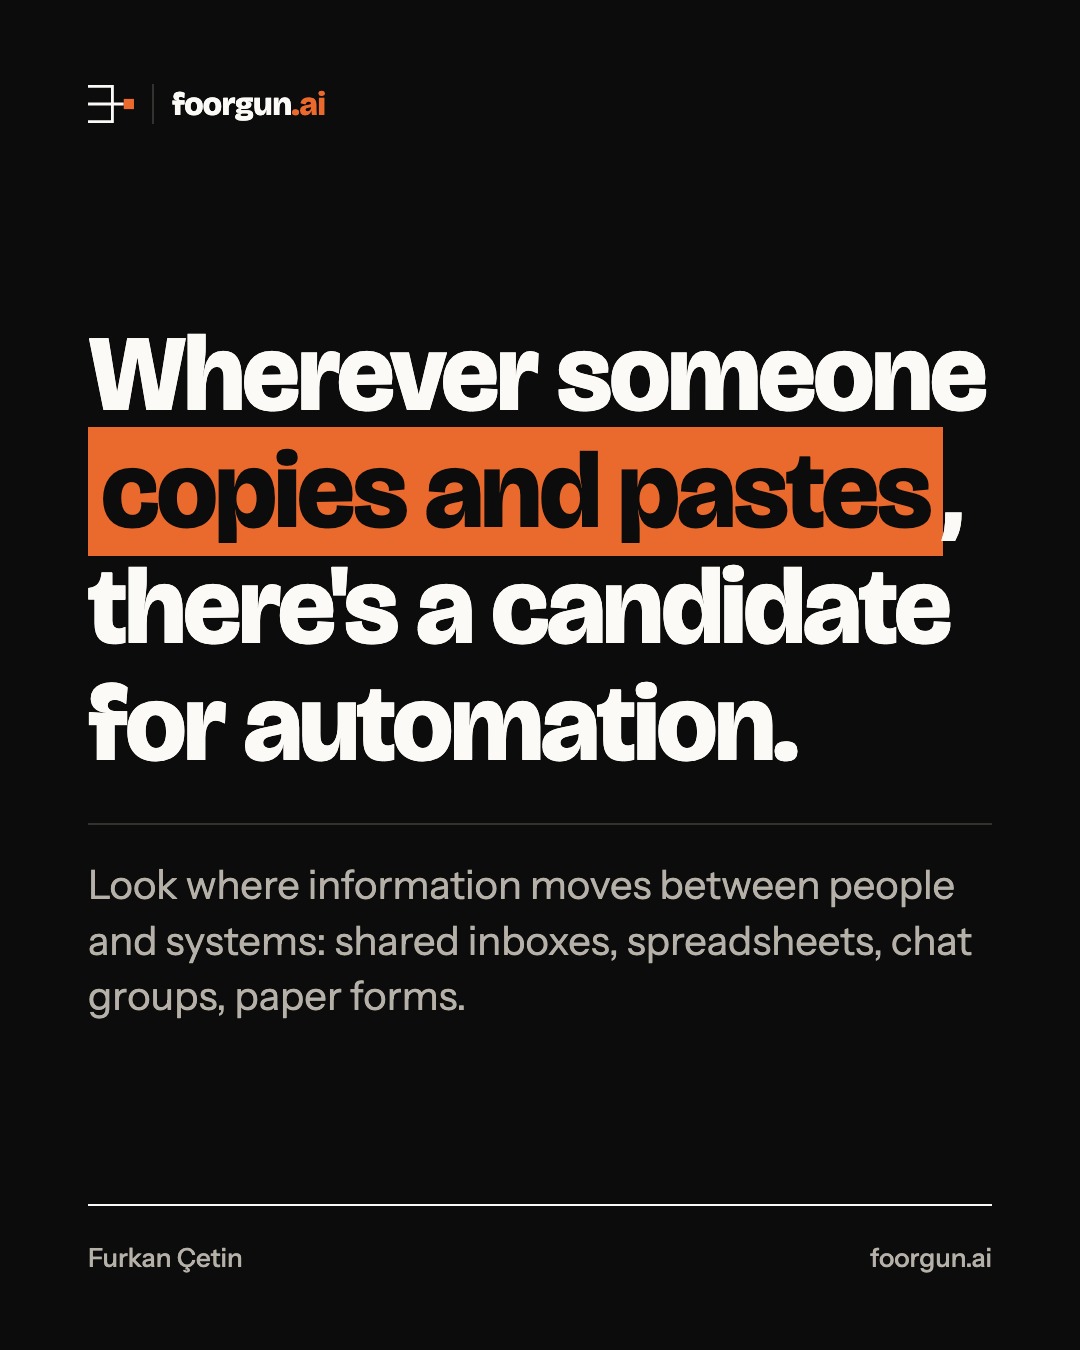 foorgun.ai
Wherever someone
copies and pastes,
there's a candidate
for automation.
Look where information moves between people
and systems: shared inboxes, spreadsheets, chat
groups, paper forms.
Furkan Çetin
foorgun.ai